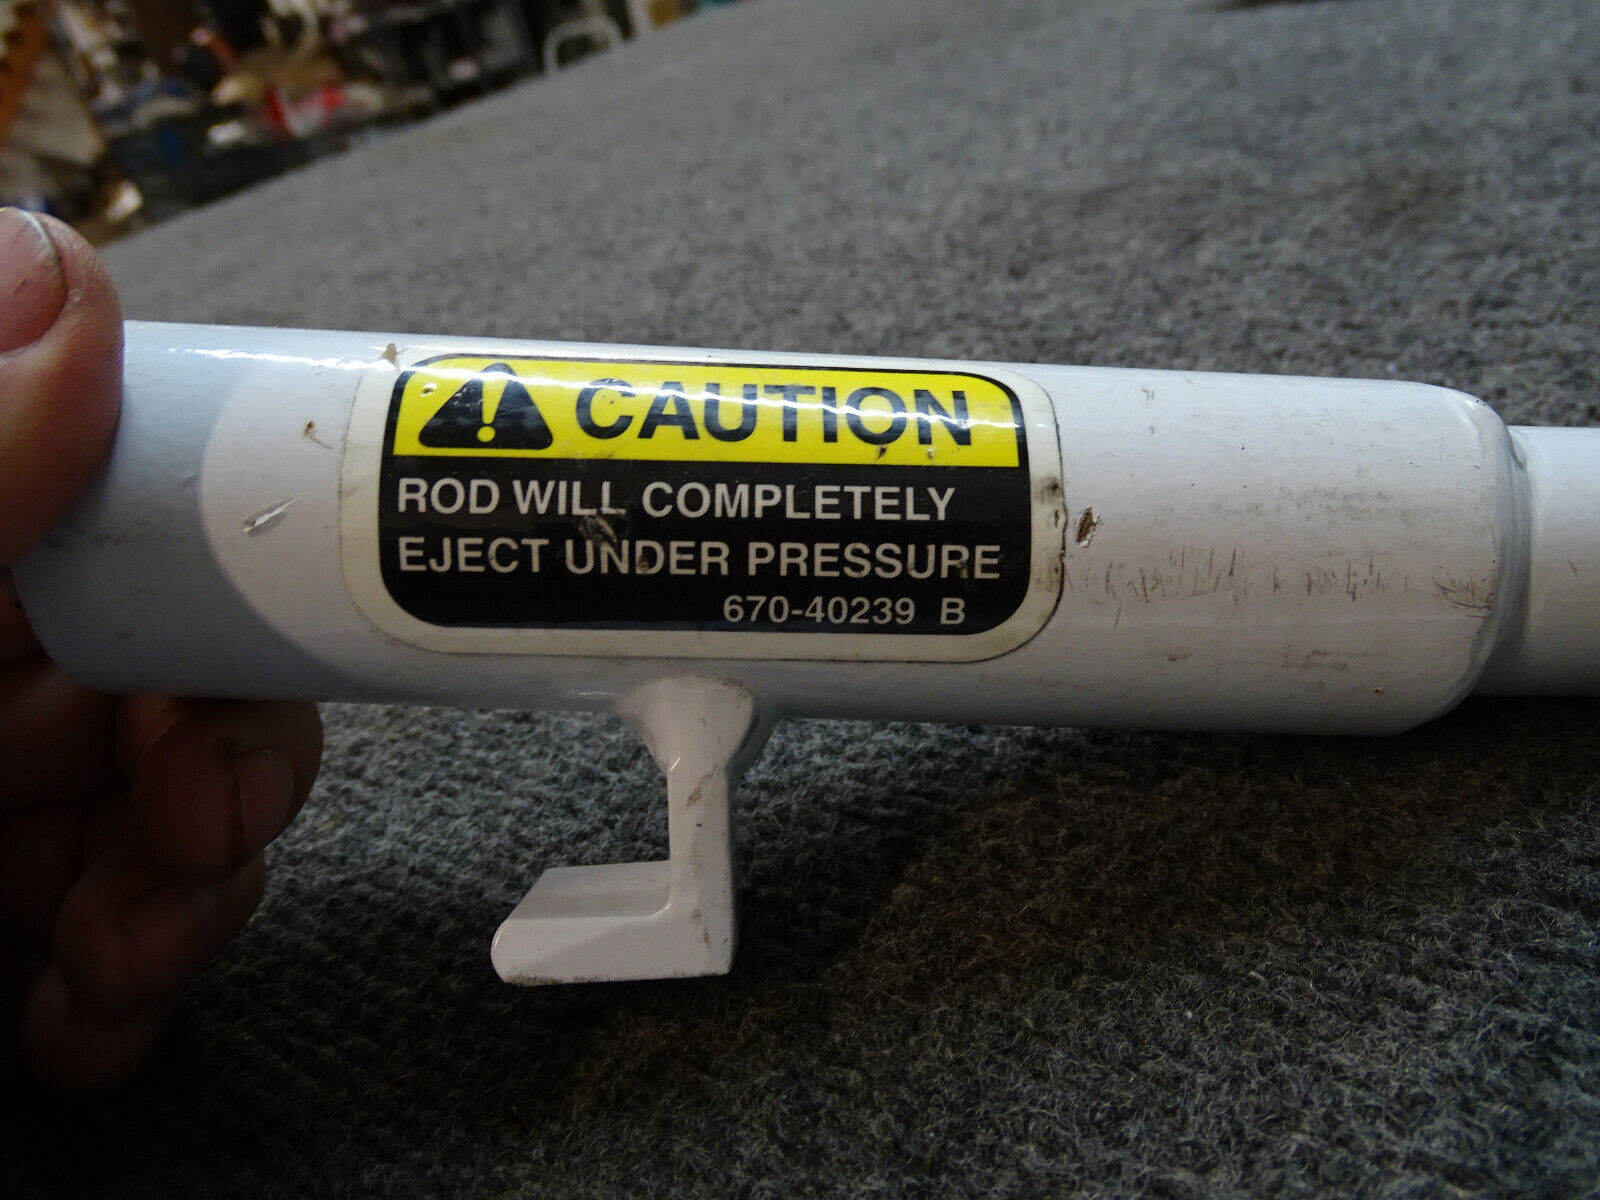 CAUTION
ROD WILL COMPLETELY
EJECT UNDER PRESSURE
670-40239 B